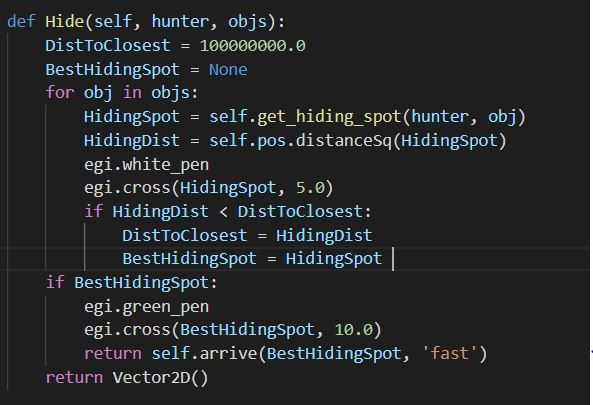 def Hide(self, hunter, objs):
    DistToClosest = 100000000.0
    BestHidingSpot = None
    for obj in objs:
        HidingSpot = self.get_hiding_spot(hunter, obj)
        HidingDist = self.pos.distanceSq(HidingSpot)
        egi.white_pen
        egi.cross(HidingSpot, 5.0)
        if HidingDist < DistToClosest:
            DistToClosest = HidingDist
            BestHidingSpot = HidingSpot
    if BestHidingSpot:
        egi.green_pen
        egi.cross(BestHidingSpot, 10.0)
        return self.arrive(BestHidingSpot, 'fast')
    return Vector2D()